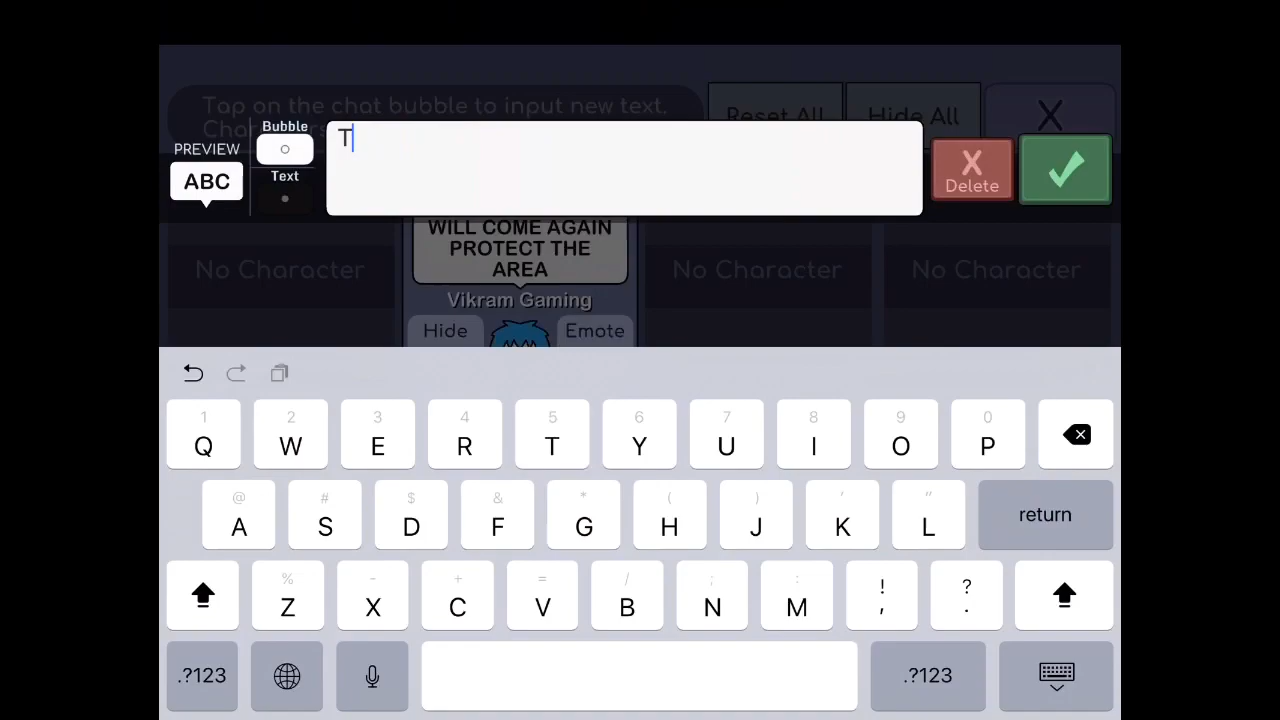 Tap on the chat bubble to input new text.
Reset All
Hide All
X
Bubble
PREVIEW
ABC
Text
T
X
Delete
WILL COME AGAIN
PROTECT THE
AREA
No Character
No Character
No Character
Vikram Gaming
Hide
Emote
1 2 3 4 5 6 7 8 9 0
Q W E R T Y U I O P
@ # $ & * ( ) ' "
A S D F G H J K L return
% - + = / ; : ! ?
Z X C V B N M , .
.?123 .?123